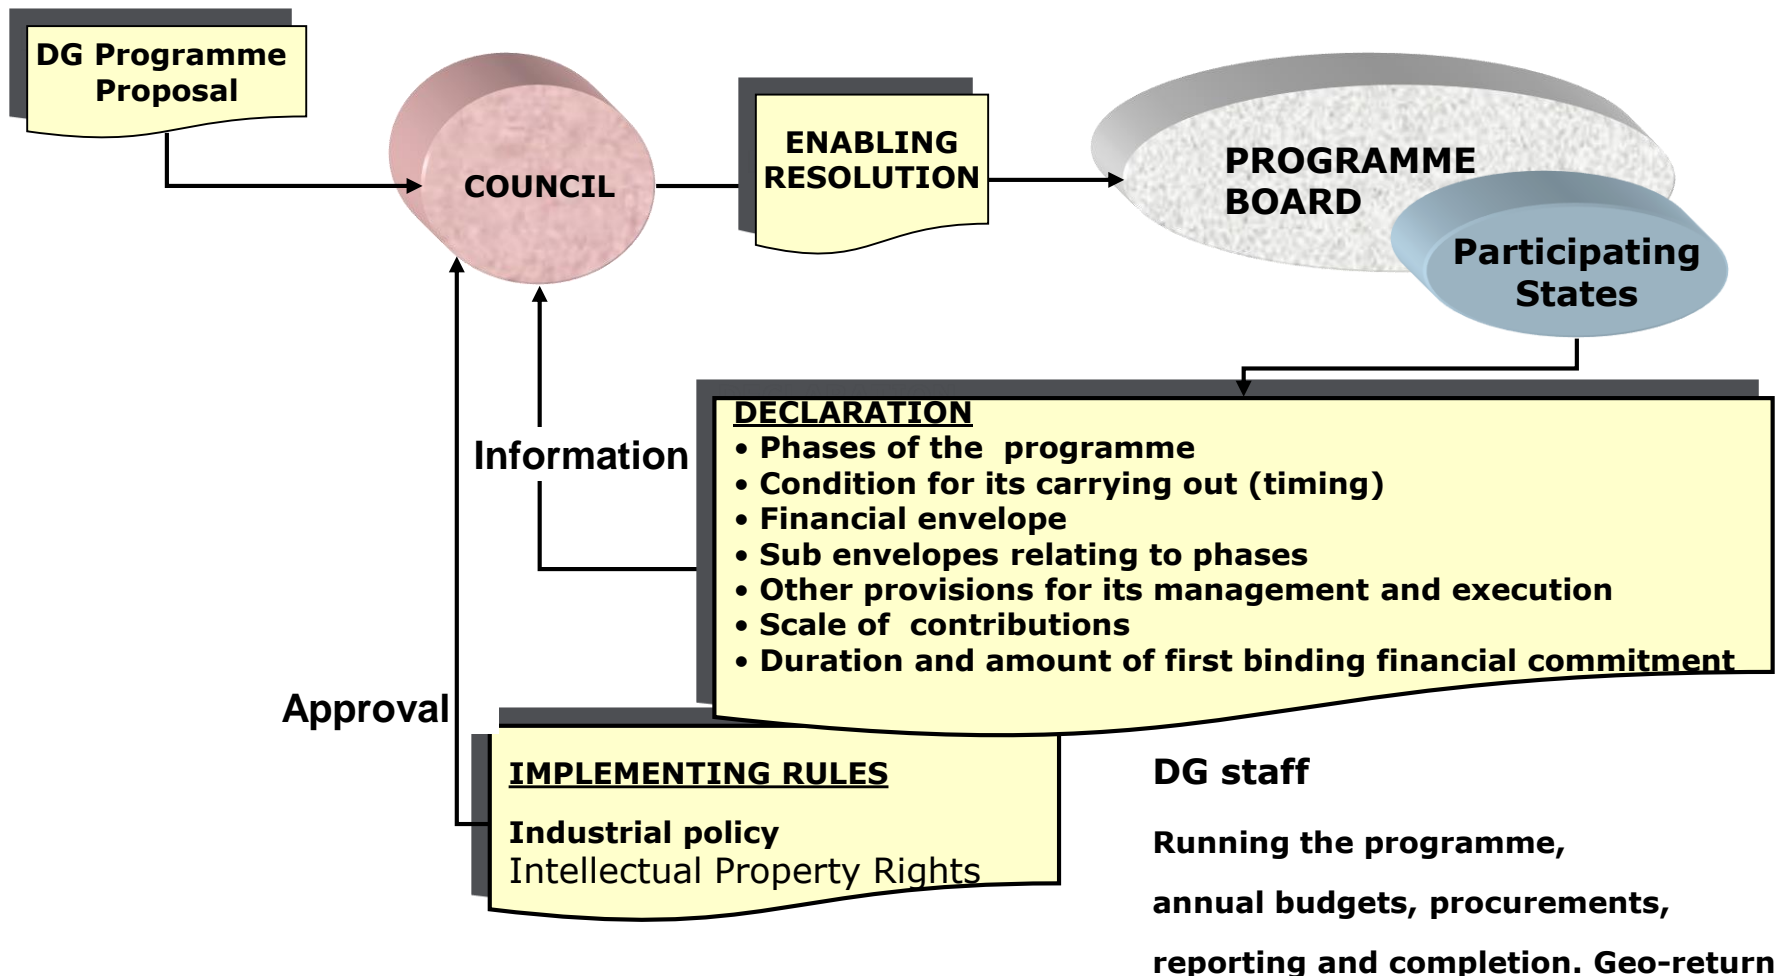 DG Programme
Proposal
COUNCIL
ENABLING
RESOLUTION
PROGRAMME
BOARD
Participating
States
DECLARATION
• Phases of the  programme
• Condition for its carrying out (timing)
• Financial envelope
• Sub envelopes relating to phases
• Other provisions for its management and execution
• Scale of  contributions
• Duration and amount of first binding financial commitment
Information
Approval
IMPLEMENTING RULES
Industrial policy
Intellectual Property Rights
DG staff
Running the programme,
annual budgets, procurements,
reporting and completion. Geo-return